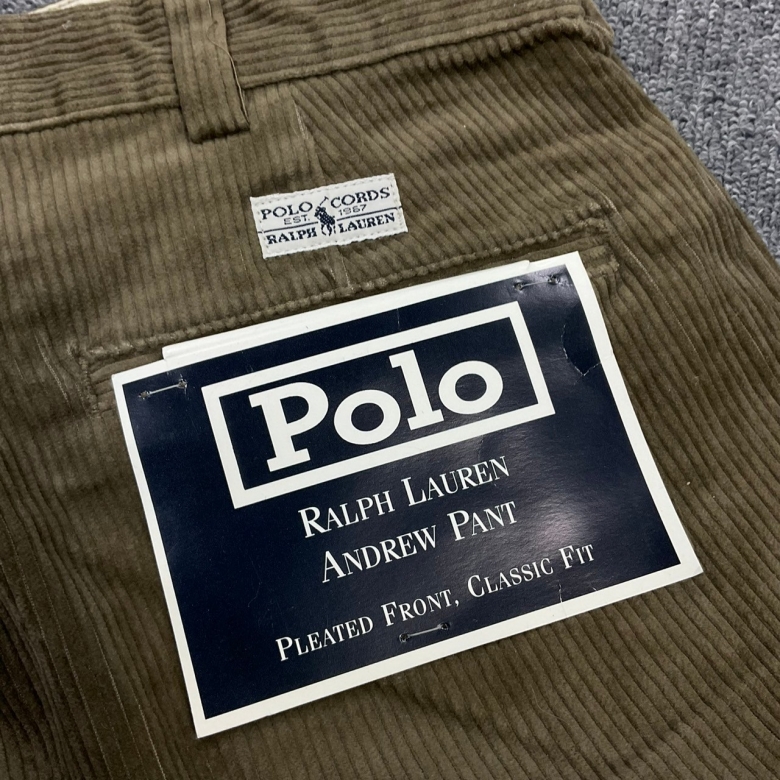 POLO CORDS
EST. 1967
RALPH LAUREN
Polo
RALPH LAUREN
ANDREW PANT
PLEATED FRONT, CLASSIC FIT